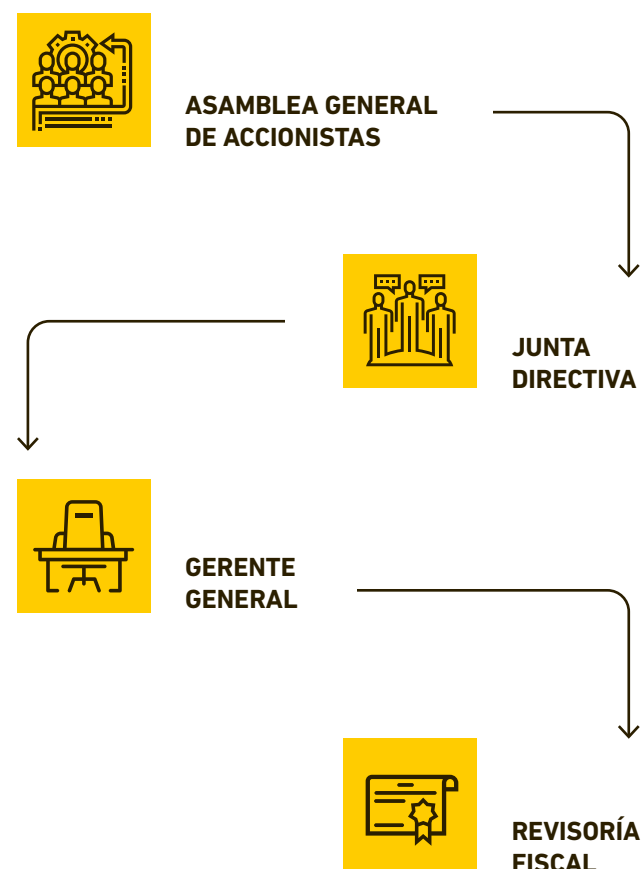 ASAMBLEA GENERAL
DE ACCIONISTAS
JUNTA
DIRECTIVA
GERENTE
GENERAL
REVISORÍA
FISCAL